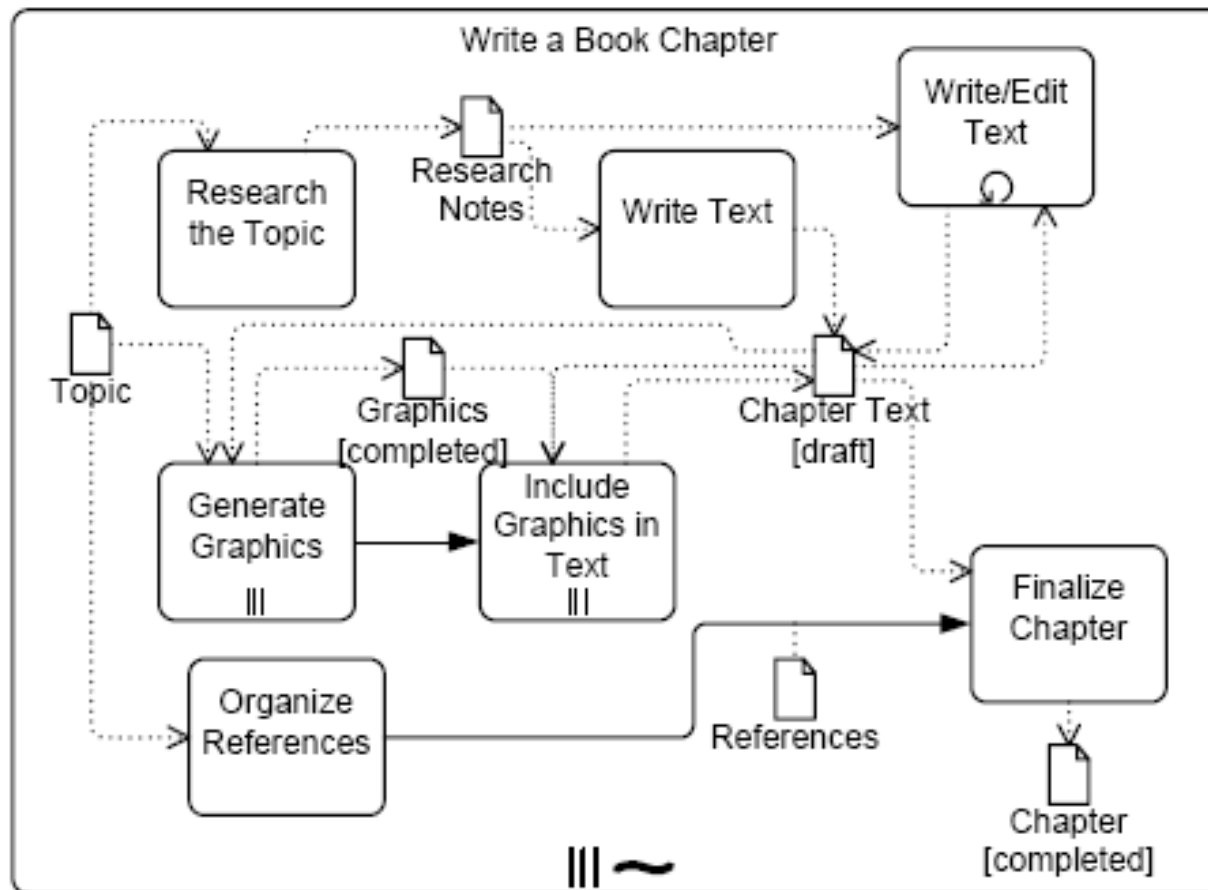 Write a Book Chapter
Write/Edit
Text
Research
Notes
Research
the Topic
Write Text
Topic
Graphics
[completed]
Chapter Text
[draft]
Generate
Graphics
Include
Graphics in
Text
Finalize
Chapter
Organize
References
References
Chapter
[completed]